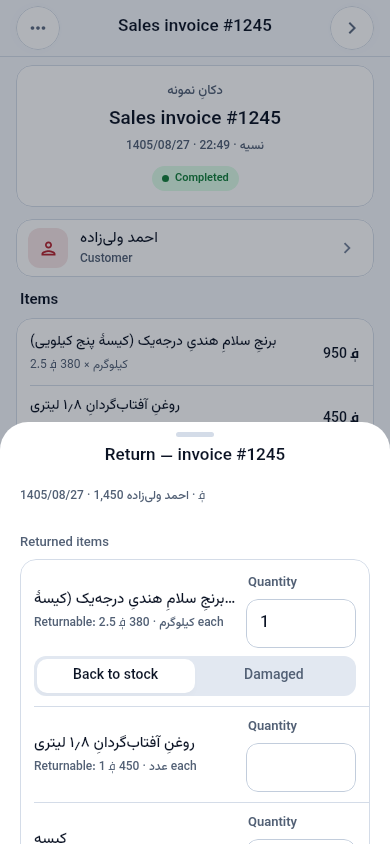 Sales invoice #1245
دکانِ نمونه
Sales invoice #1245
1405/08/27 · 22:49 · نسیه
Completed
احمد ولی‌زاده
Customer
Items
برنجِ سلامِ هندیِ درجه‌یک (کیسهٔ پنج کیلویی)
950 ؋
2.5 کیلوگرم × 380 ؋
روغنِ آفتاب‌گردانِ ۱٫۸ لیتری
450 ؋
Return — invoice #1245
1405/08/27 · 1,450 ؋ · احمد ولی‌زاده
Returned items
Quantity
برنجِ سلامِ هندیِ درجه‌یک (کیسهٔ…
1
Returnable: 2.5 کیلوگرم · 380 ؋ each
Back to stock
Damaged
Quantity
روغنِ آفتاب‌گردانِ ۱٫۸ لیتری
Returnable: 1 عدد · 450 ؋ each
Quantity
کیسه